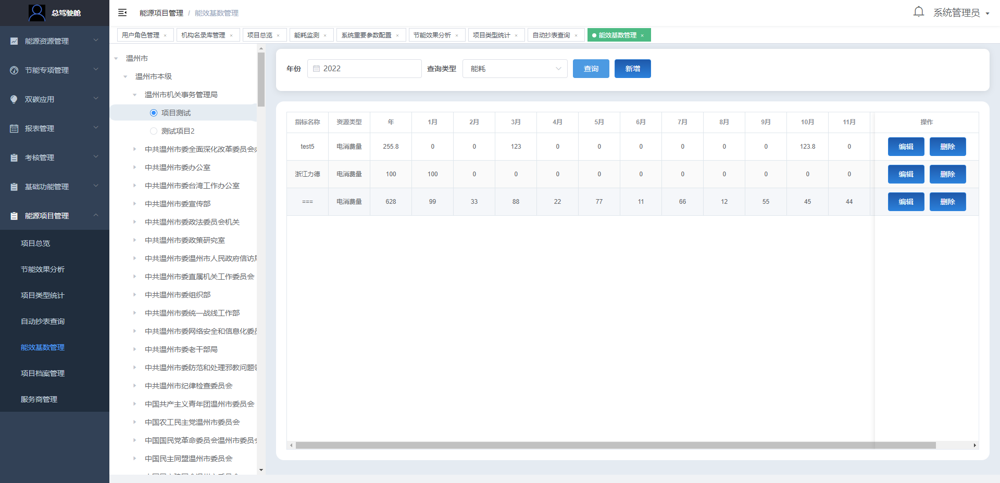 总驾驶舱
能源资源管理
节能专项管理
双碳应用
报表管理
考核管理
基础功能管理
能源项目管理
项目总览
节能效果分析
项目类型统计
自动抄表查询
能效基数管理
项目档案管理
服务商管理
能源项目管理 / 能效基数管理
系统管理员
用户角色管理 × 机构名录库管理 × 项目总览 × 能耗监测 × 系统重要参数配置 × 节能效果分析 × 项目类型统计 × 自动抄表查询 × 能效基数管理 ×
温州市
温州市本级
温州市机关事务管理局
项目测试
测试项目2
中共温州市委全面深化改革委员会
中共温州市委办公室
中共温州市委台湾工作办公室
中共温州市委宣传部
中共温州市委政法委员会机关
中共温州市委政策研究室
中共温州市委温州市人民政府信访
中共温州市委直属机关工作委员会
中共温州市委组织部
中共温州市委统一战线工作部
中共温州市委网络安全和信息化委
中共温州市委老干部局
中共温州市委防范和处理邪教问题
中共温州市纪律检查委员会
中国共产主义青年团温州市委员会
中国农工民主党温州市委员会
中国国民党革命委员会温州市委员
中国民主同盟温州市委员会
年份 2022 查询类型 能耗 查询 新增
指标名称 资源类型 年 1月 2月 3月 4月 5月 6月 7月 8月 9月 10月 11月 操作
test5 电消费量 255.8 0 0 123 0 0 0 0 0 0 123.8 0 编辑 删除
浙江力德 电消费量 100 100 0 0 0 0 0 0 0 0 0 0 编辑 删除
=== 电消费量 628 99 33 88 22 77 11 66 12 55 45 44 编辑 删除